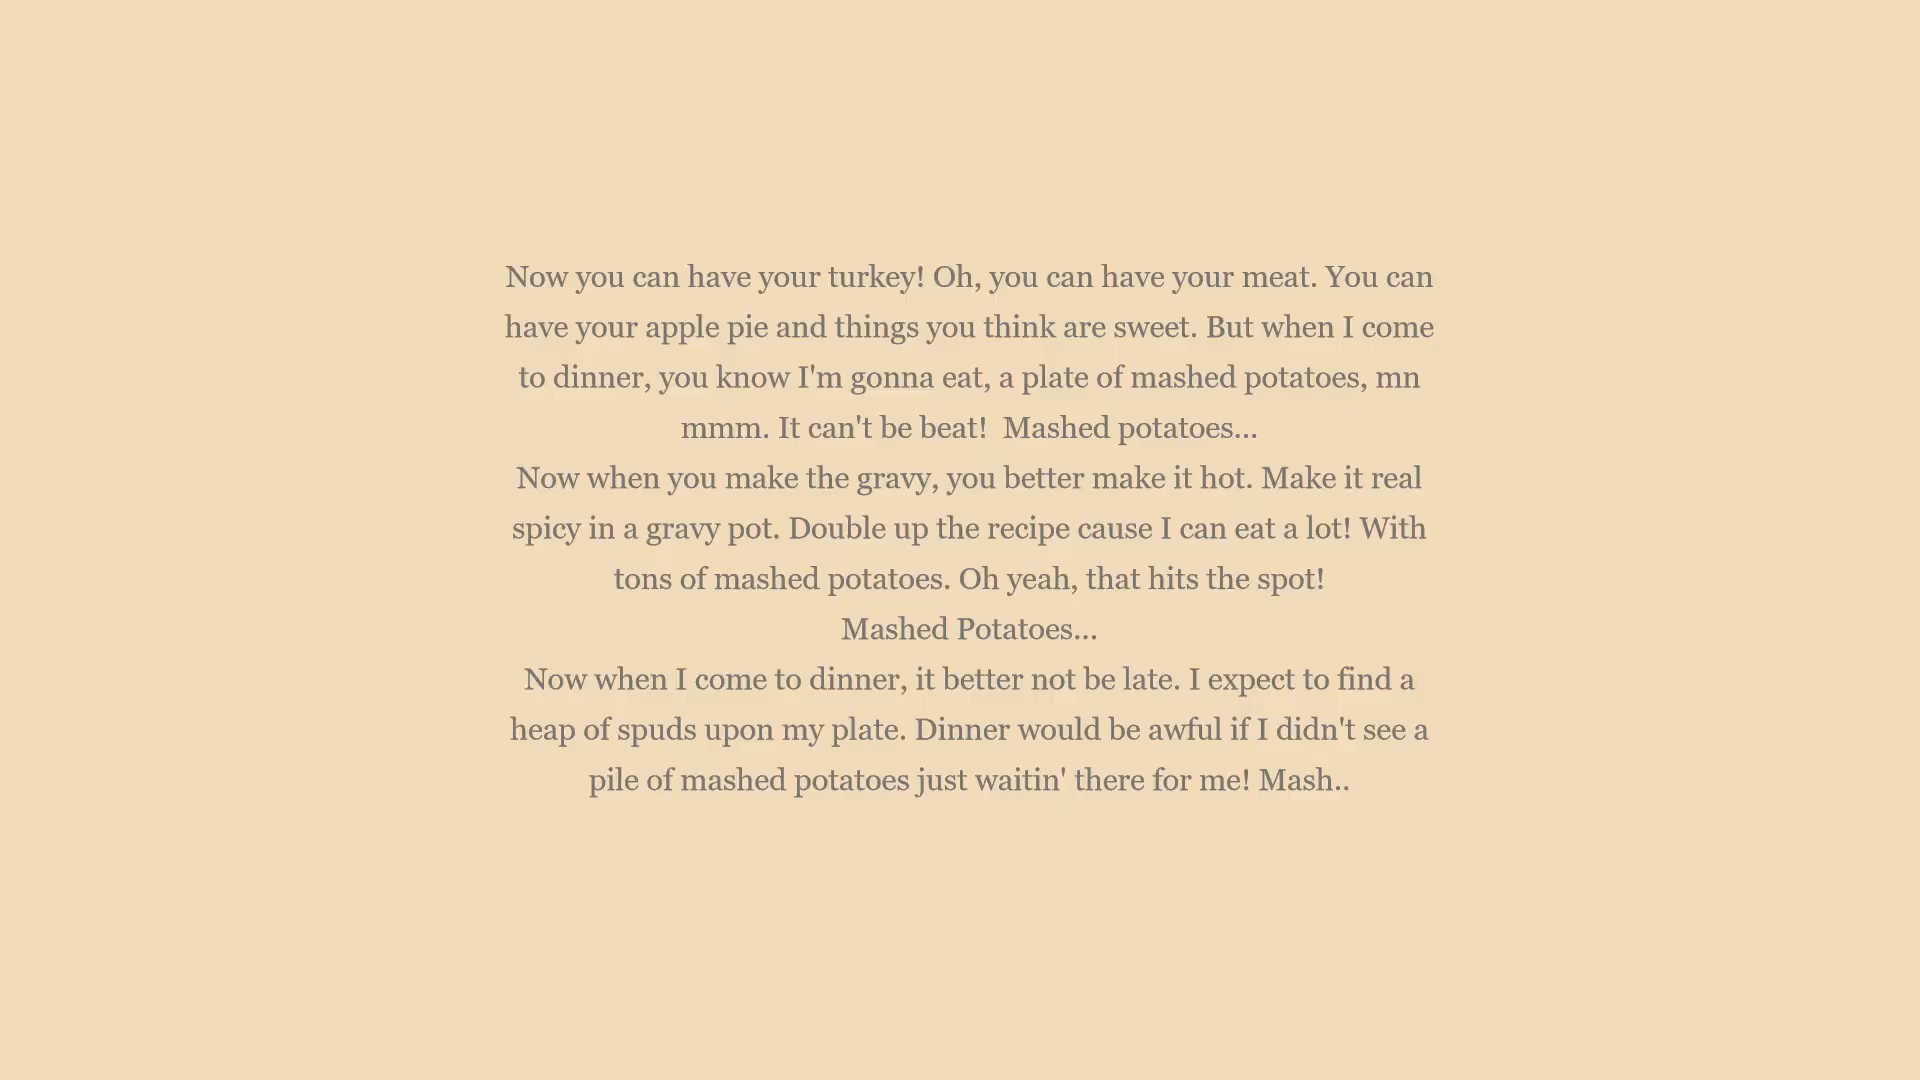 Now you can have your turkey! Oh, you can have your meat. You can
have your apple pie and things you think are sweet. But when I come
to dinner, you know I'm gonna eat, a plate of mashed potatoes, mn
mmm. It can't be beat!  Mashed potatoes...
Now when you make the gravy, you better make it hot. Make it real
spicy in a gravy pot. Double up the recipe cause I can eat a lot! With
tons of mashed potatoes. Oh yeah, that hits the spot!
Mashed Potatoes...
Now when I come to dinner, it better not be late. I expect to find a
heap of spuds upon my plate. Dinner would be awful if I didn't see a
pile of mashed potatoes just waitin' there for me! Mash..